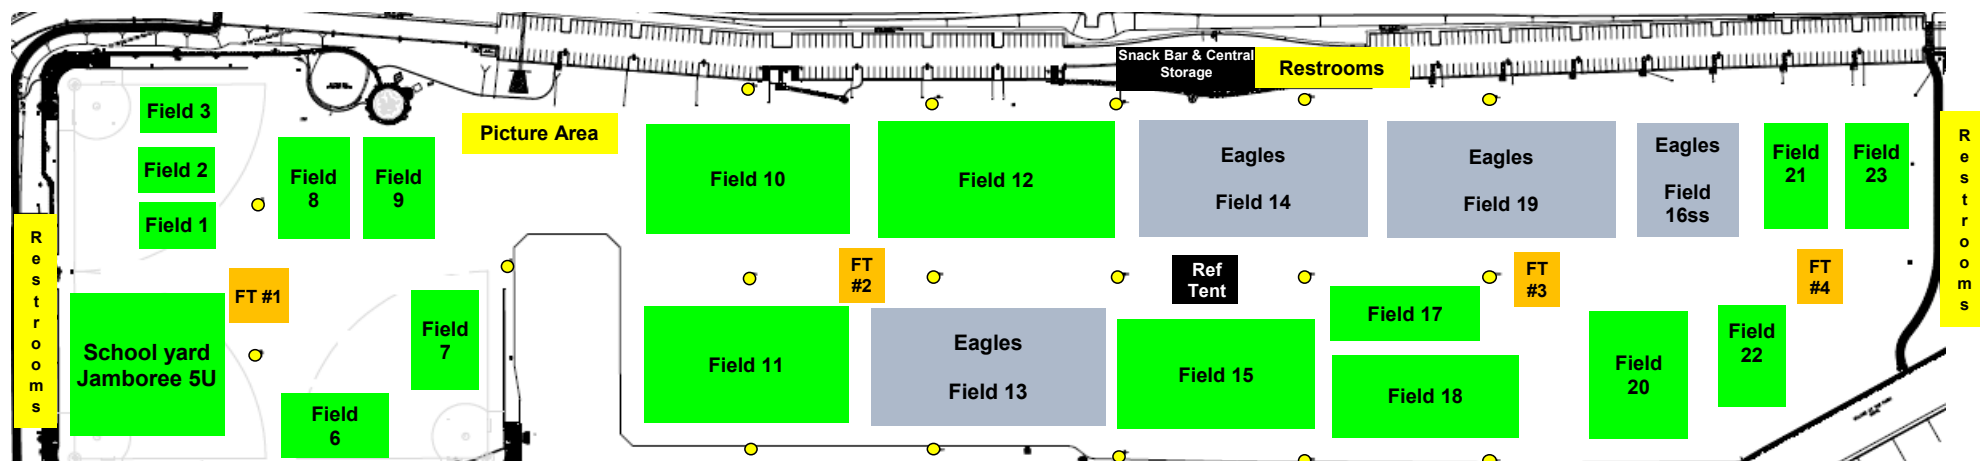 Snack Bar & Central
Storage
Restrooms
Field 3
Picture Area
Field 2
Field 1
Field
8
Field
9
Field 10
Field 12
Eagles
Field 14
Eagles
Field 19
Eagles
Field
16ss
Field
21
Field
23
Restrooms
Restrooms
FT #1
FT
#2
Ref
Tent
FT
#3
FT
#4
School yard
Jamboree 5U
Field
7
Field
6
Field 11
Eagles
Field 13
Field 15
Field 17
Field 18
Field
20
Field
22